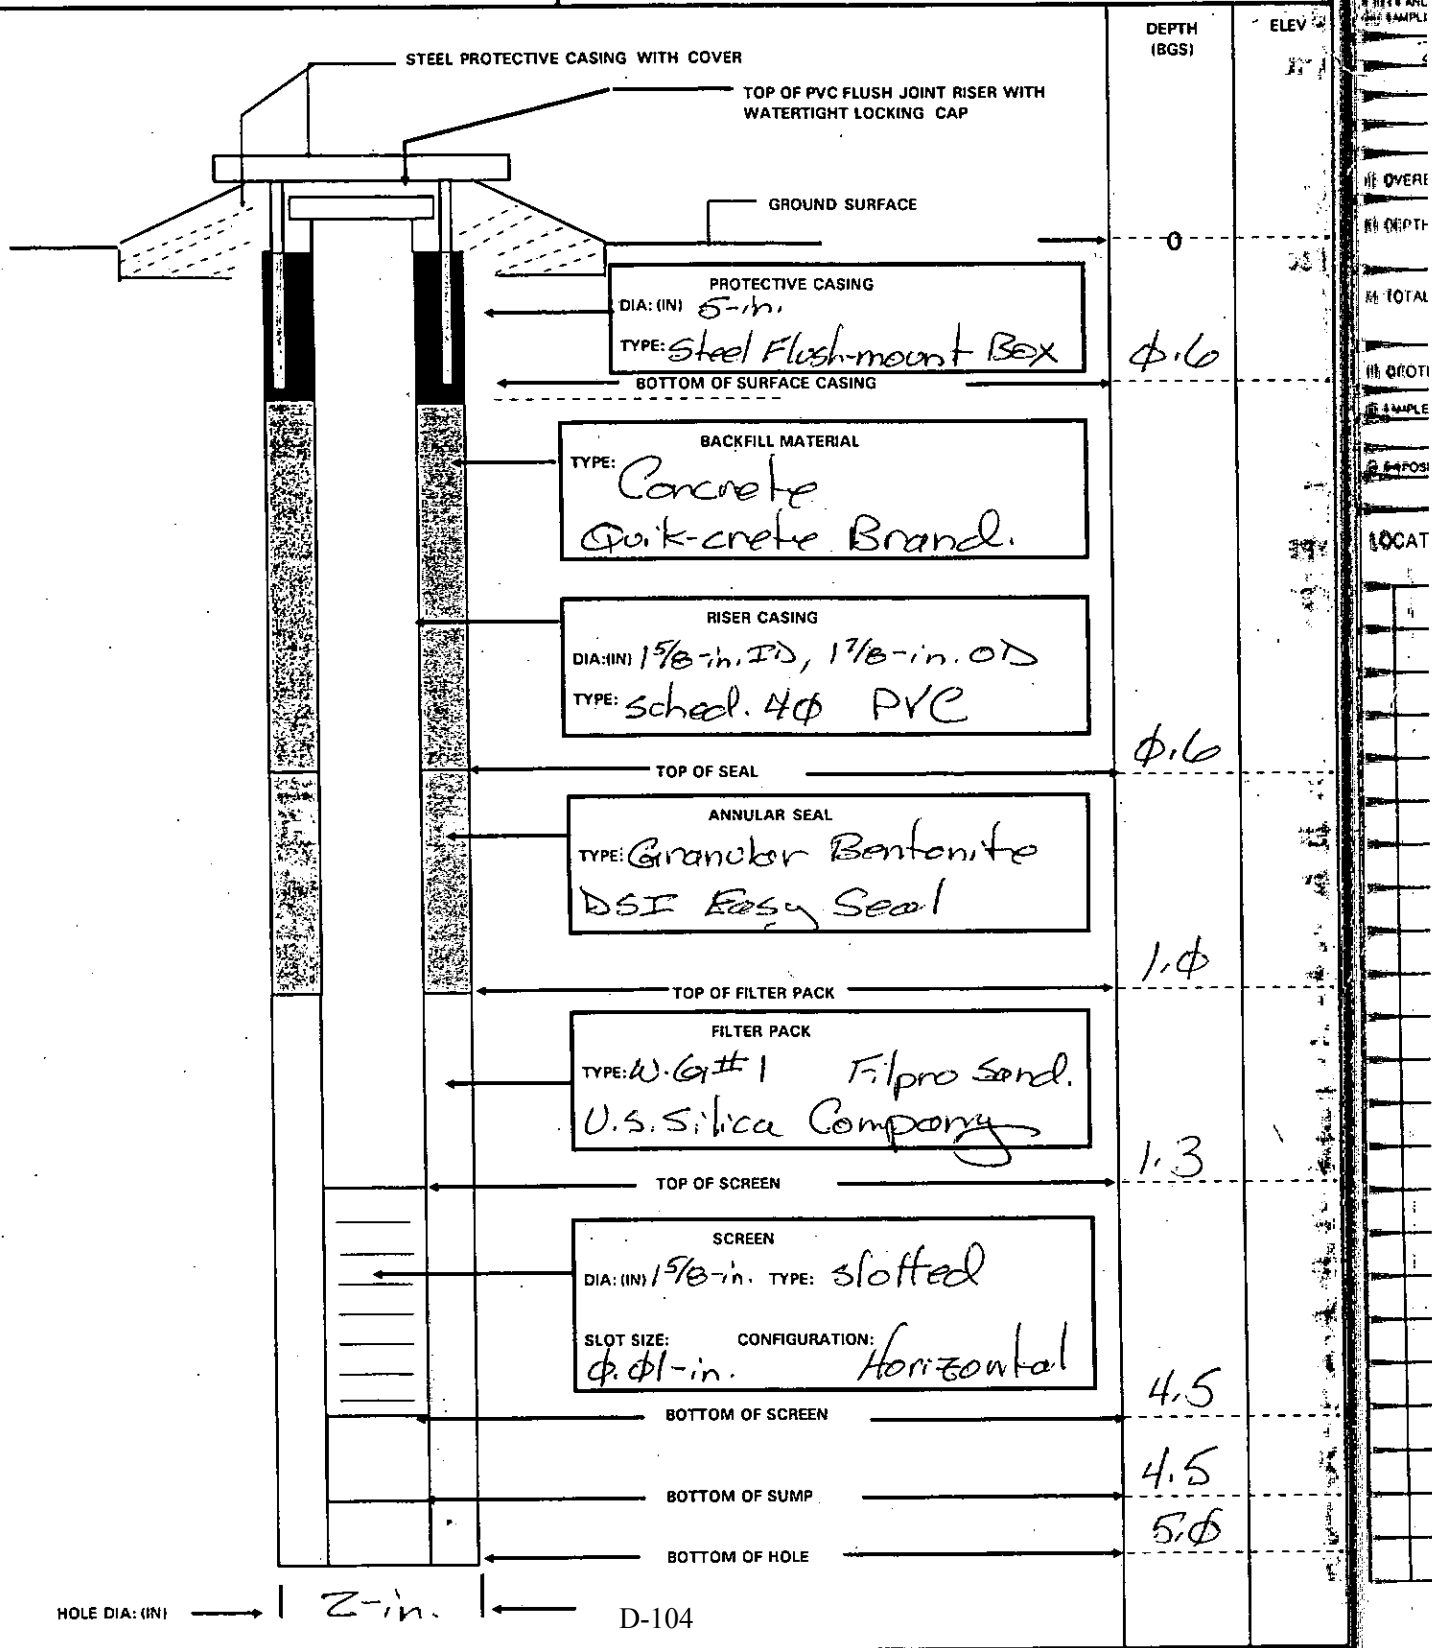 DEPTH
(BGS)
ELEV
STEEL PROTECTIVE CASING WITH COVER
TOP OF PVC FLUSH JOINT RISER WITH
WATERTIGHT LOCKING CAP
GROUND SURFACE
0
PROTECTIVE CASING
DIA: (IN) 5-in.
TYPE: Steel Flush-mount Box
0.6
BOTTOM OF SURFACE CASING
BACKFILL MATERIAL
TYPE: Concrete
Quik-crete Brand.
RISER CASING
DIA:(IN) 1 5/8-in. ID, 1 7/8-in. OD
TYPE: sched. 40 PVC
0.6
TOP OF SEAL
ANNULAR SEAL
TYPE: Granular Bentonite
DSI Easy Seal
1.0
TOP OF FILTER PACK
FILTER PACK
TYPE: W.G #1 Filpro Sand.
U.S. Silica Company
1.3
TOP OF SCREEN
SCREEN
DIA: (IN) 1 5/8-in. TYPE: slotted
SLOT SIZE: CONFIGURATION:
0.01-in. Horizontal
4.5
BOTTOM OF SCREEN
4.5
BOTTOM OF SUMP
5.0
BOTTOM OF HOLE
HOLE DIA: (IN) 2-in.
D-104
OVERB
DEPTH
TOTAL
LOCAT